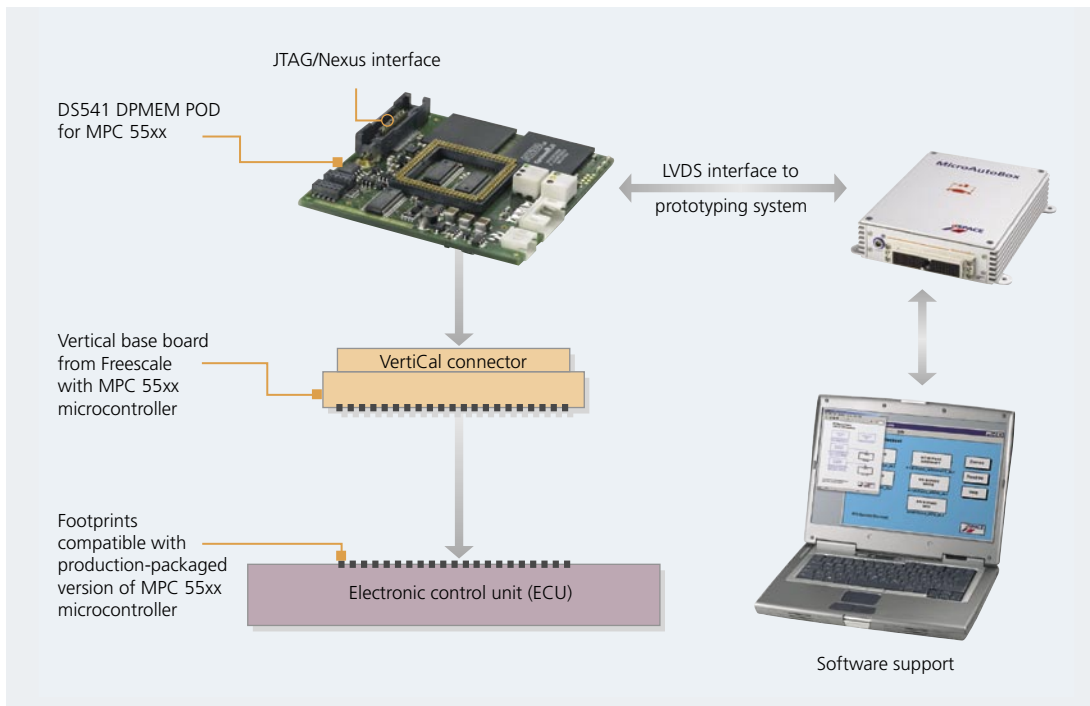 JTAG/Nexus interface
DS541 DPMEM POD
for MPC 55xx
LVDS interface to
prototyping system
MicroAutoBox
dSPACE
Vertical base board
from Freescale
with MPC 55xx
microcontroller
VertiCal connector
Footprints
compatible with
production-packaged
version of MPC 55xx
microcontroller
Electronic control unit (ECU)
Software support